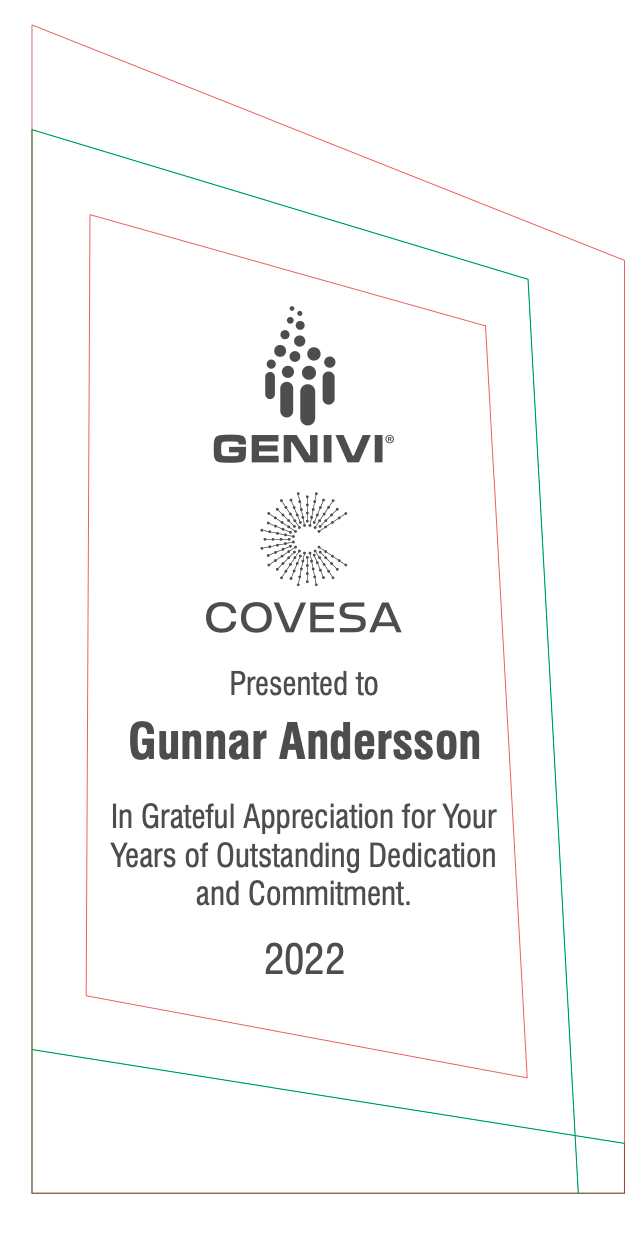 GENIVI®
COVESA
Presented to
Gunnar Andersson
In Grateful Appreciation for Your
Years of Outstanding Dedication
and Commitment.
2022